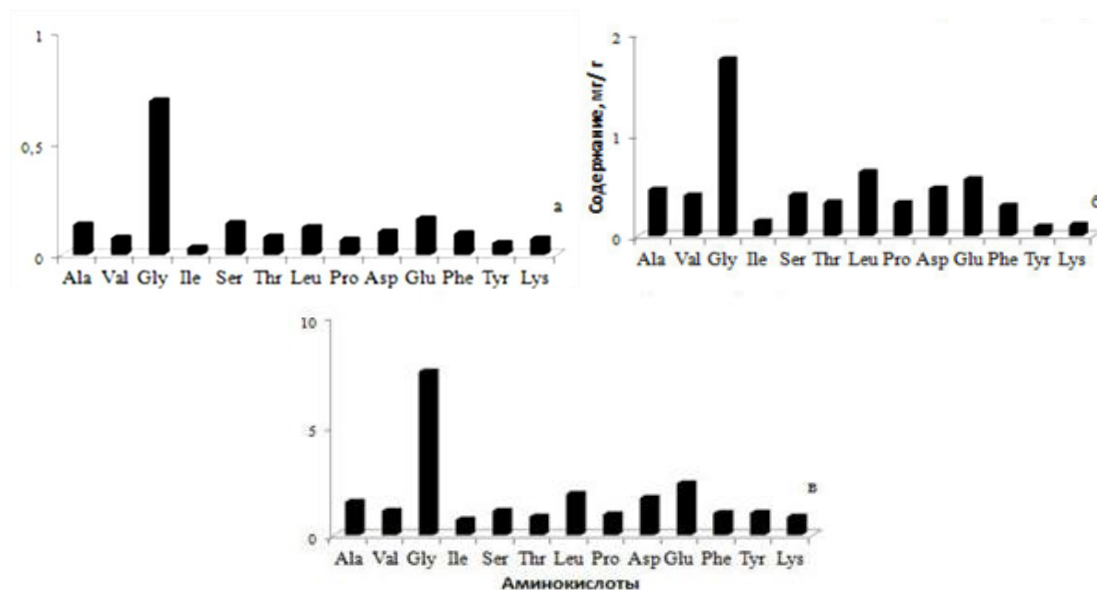 1
0,5
0
а
Ala Val Gly Ile Ser Thr Leu Pro Asp Glu Phe Tyr Lys
Содержание, мг/ г
2
1
0
б
Ala Val Gly Ile Ser Thr Leu Pro Asp Glu Phe Tyr Lys
10
5
0
в
Ala Val Gly Ile Ser Thr Leu Pro Asp Glu Phe Tyr Lys
Аминокислоты